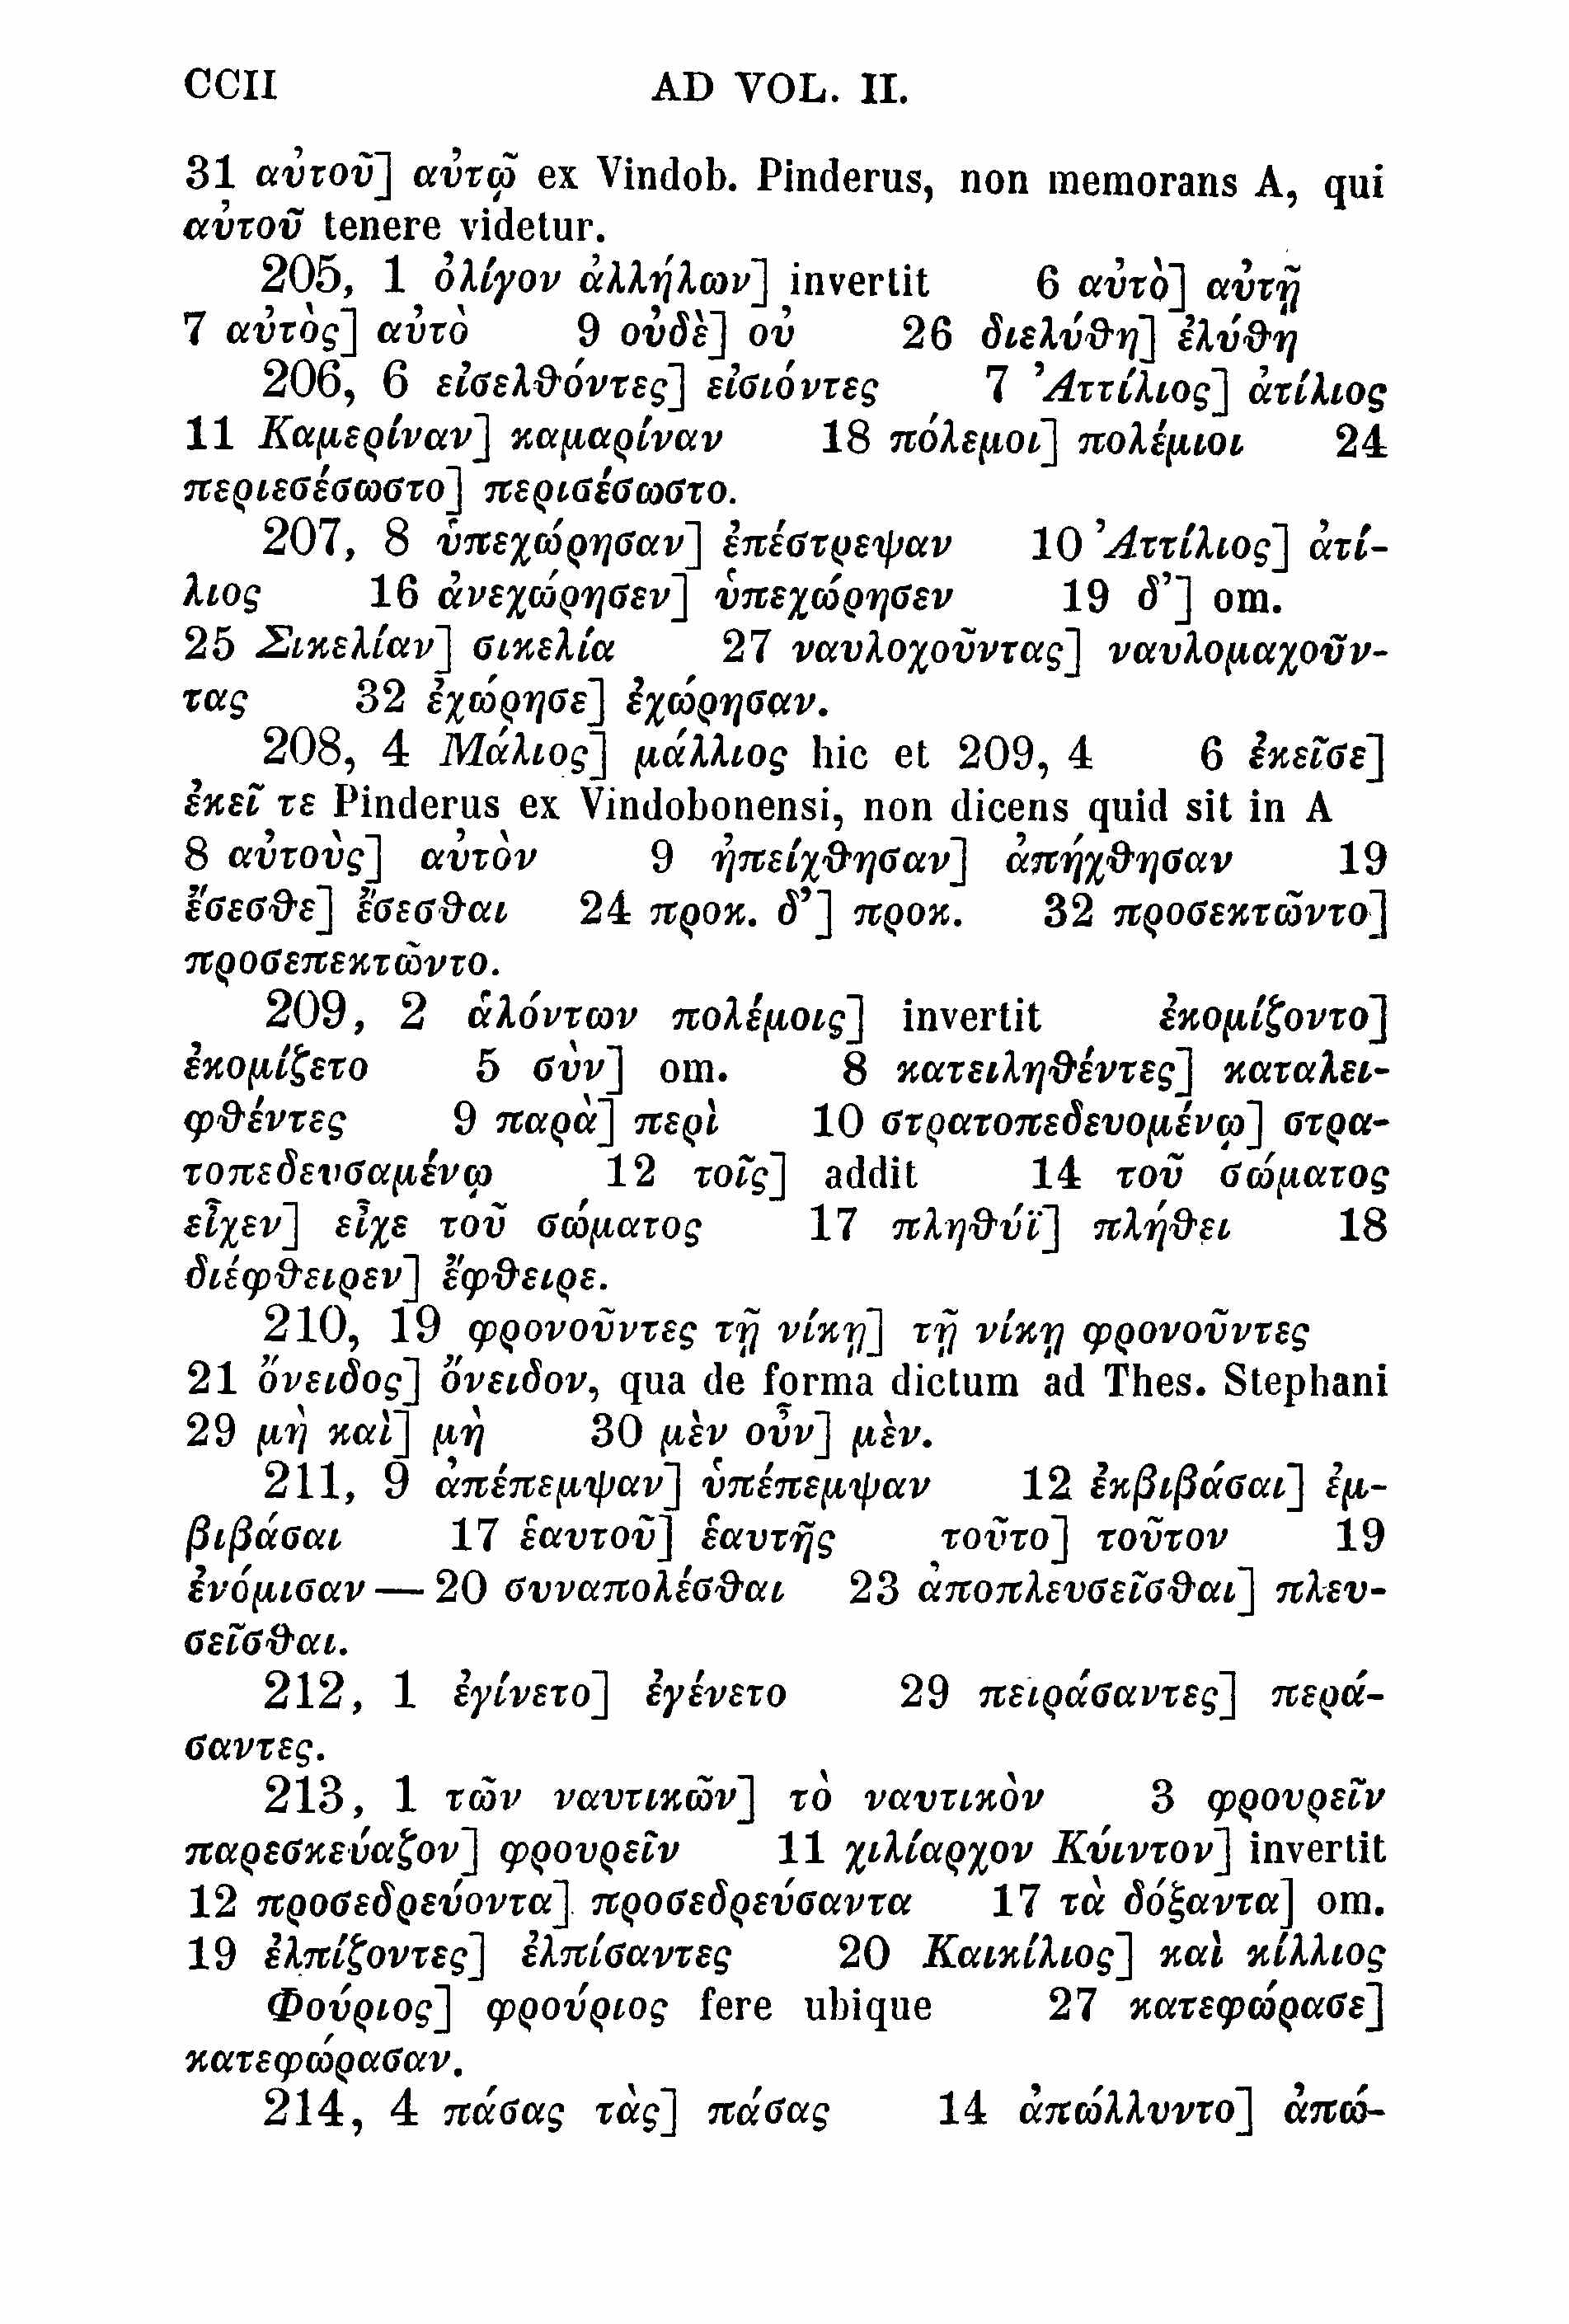 CCII AD VOL. II.
31 αὐτοῦ] αὐτῷ ex Vindob. Pinderus, non memorans A, qui
αὐτοῦ tenere videtur.
205, 1 ὀλίγον ἀλλήλων] invertit 6 αὐτὸ] αὐτῇ
7 αὐτὸς] αὐτὸ 9 οὐδὲ] οὐ 26 διελύθη] ἐλύθη
206, 6 εἰσελθόντες] εἰσιόντες 7 Ἀττίλιος] ἀτίλιος
11 Καμερίναν] καμαρίναν 18 πόλεμοι] πολέμιοι 24
περιεσέσωστο] περισέσωστο.
207, 8 ὑπεχώρησαν] ἐπέστρεψαν 10 Ἀττίλιος] ἀτί-
λιος 16 ἀνεχώρησεν] ὑπεχώρησεν 19 δ’] om.
25 Σικελίαν] σικελία 27 ναυλοχοῦντας] ναυλομαχοῦν-
τας 32 ἐχώρησε] ἐχώρησαν.
208, 4 Μάλιος] μάλλιος hic et 209, 4 6 ἐκεῖσε]
ἐκεῖ τε Pinderus ex Vindobonensi, non dicens quid sit in A
8 αὐτοὺς] αὐτὸν 9 ἠπείχθησαν] ἀπήχθησαν 19
ἔσεσθε] ἔσεσθαι 24 προκ. δ’] προκ. 32 προσεκτῶντο]
προσεπεκτῶντο.
209, 2 ἁλόντων πολέμοις] invertit ἐκομίζοντο]
ἐκομίζετο 5 σὺν] om. 8 κατειληθέντες] καταλει-
φθέντες 9 παρὰ] περὶ 10 στρατοπεδευομένῳ] στρα-
τοπεδευσαμένῳ 12 τοῖς] addit 14 τοῦ σώματος
εἶχεν] εἶχε τοῦ σώματος 17 πληθύϊ] πλήθει 18
διέφθειρεν] ἔφθειρε.
210, 19 φρονοῦντες τῇ νίκῃ] τῇ νίκῃ φρονοῦντες
21 ὄνειδος] ὄνειδον, qua de forma dictum ad Thes. Stephani
29 μὴ καὶ] μὴ 30 μὲν οὖν] μὲν.
211, 9 ἀπέπεμψαν] ὑπέπεμψαν 12 ἐκβιβάσαι] ἐμ-
βιβάσαι 17 ἑαυτοῦ] ἑαυτῆς τοῦτο] τοῦτον 19
ἐνόμισαν — 20 συναπολέσθαι 23 ἀποπλευσεῖσθαι] πλευ-
σεῖσθαι.
212, 1 ἐγίνετο] ἐγένετο 29 πειράσαντες] περά-
σαντες.
213, 1 τῶν ναυτικῶν] τὸ ναυτικὸν 3 φρουρεῖν
παρεσκεύαζον] φρουρεῖν 11 χιλίαρχον Κύιντον] invertit
12 προσεδρεύοντα] προσεδρεύσαντα 17 τὰ δόξαντα] om.
19 ἐλπίζοντες] ἐλπίσαντες 20 Καικίλιος] καὶ κίλλιος
Φούριος] φρούριος fere ubique 27 κατεφώρασε]
κατεφώρασαν.
214, 4 πάσας τὰς] πάσας 14 ἀπώλλυντο] ἀπώ-